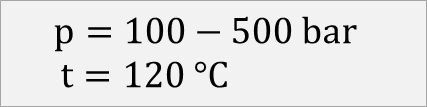 p = 100 − 500 bar
t = 120 °C